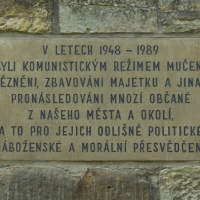 V LETECH 1948 – 1989
BYLI KOMUNISTICKÝM REŽIMEM MUČENI
VĚZNĚNI, ZBAVOVÁNI MAJETKU A JINAK
PRONÁSLEDOVÁNI MNOZÍ OBČANÉ
Z NAŠEHO MĚSTA A OKOLÍ,
A TO PRO JEJICH ODLIŠNÉ POLITICKÉ
NÁBOŽENSKÉ A MORÁLNÍ PŘESVĚDČENÍ